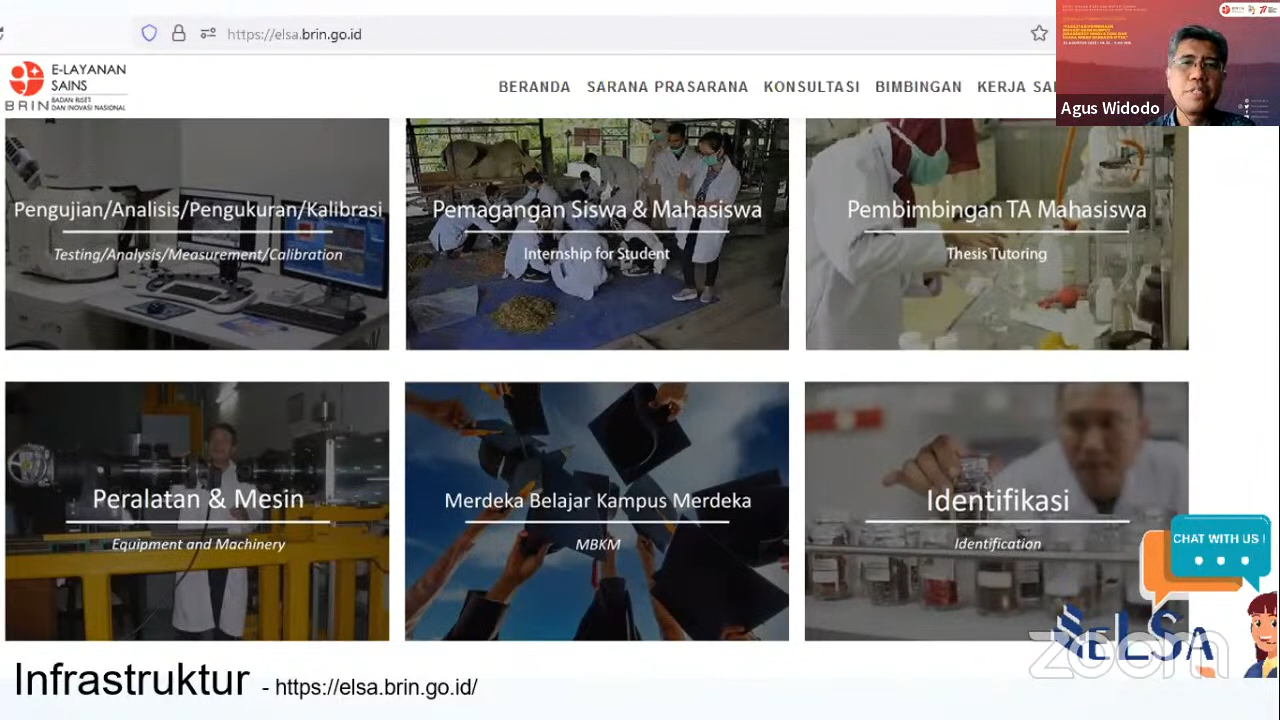 https://elsa.brin.go.id
E-LAYANAN
SAINS
BRIN
BADAN RISET
DAN INOVASI NASIONAL
BERANDA SARANA PRASARANA KONSULTASI BIMBINGAN KERJA SA
Agus Widodo
Pengujian/Analisis/Pengukuran/Kalibrasi
Testing/Analysis/Measurement/Calibration
Pemagangan Siswa & Mahasiswa
Internship for Student
Pembimbingan TA Mahasiswa
Thesis Tutoring
Peralatan & Mesin
Equipment and Machinery
Merdeka Belajar Kampus Merdeka
MBKM
Identifikasi
Identification
CHAT WITH US !
eLSA
zoom
Infrastruktur - https://elsa.brin.go.id/